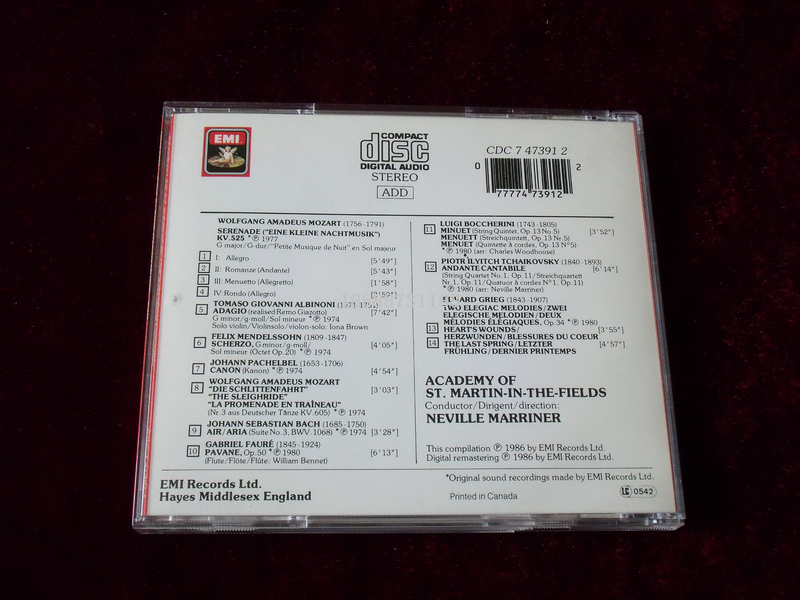 EMI
COMPACT
disc
DIGITAL AUDIO
STEREO
ADD
CDC 7 47391 2
0 77774 73912 2
WOLFGANG AMADEUS MOZART (1756-1791)
SERENADE ("EINE KLEINE NACHTMUSIK")
KV.525 *℗ 1977
G major/G-dur/"Petite Musique de Nuit" en Sol majeur
1 I: Allegro [5'49"]
2 II: Romanze (Andante) [5'43"]
3 III: Menuetto (Allegretto) [1'58"]
4 IV: Rondo (Allegro)
TOMASO GIOVANNI ALBINONI
5 ADAGIO (realised Remo Giazotto) [7'42"]
G minor/g-moll/Sol mineur *℗ 1974
Solo violin/Violinsolo/violon-solo: Iona Brown
FELIX MENDELSSOHN (1809-1847)
6 SCHERZO, G minor/g-moll/ [4'05"]
Sol mineur (Octet Op.20) *℗ 1974
JOHANN PACHELBEL (1653-1706)
7 CANON (Kanon) *℗ 1974 [4'54"]
WOLFGANG AMADEUS MOZART
8 "DIE SCHLITTENFAHRT" [3'03"]
"THE SLEIGHRIDE"
"LA PROMENADE EN TRAÎNEAU"
(Nr.3 aus Deutscher Tänze KV.605) *℗ 1974
JOHANN SEBASTIAN BACH (1685-1750)
9 AIR/ARIA (Suite No.3, BWV. 1068) *℗ 1974 [3'28"]
GABRIEL FAURÉ (1845-1924)
10 PAVANE, Op.50 *℗ 1980 [6'13"]
(Flute/Flöte/Flûte: William Bennet)
LUIGI BOCCHERINI (1743-1805)
11 MINUET (String Quintet, Op.13 No.5) [3'52"]
MENUETT (Streichquintett, Op.13 Nr.5)
MENUET (Quintette à cordes, Op.13 Nº5)
*℗ 1980 (arr: Charles Woodhouse)
PIOTR ILYITCH TCHAIKOVSKY (1840-1893)
12 ANDANTE CANTABILE [6'14"]
(String Quartet No.1, Op.11/Streichquartett
Nr.1, Op.11/Quatuor à cordes Nº1, Op.11)
*℗ 1980 (arr: Neville Marriner)
EDVARD GRIEG (1843-1907)
TWO ELEGIAC MELODIES/ZWEI
ELEGISCHE MELODIEN/DEUX
MÉLODIES ÉLÉGIAQUES, Op.34 *℗ 1980
13 HEART'S WOUNDS/ [3'55"]
HERZWUNDEN/BLESSURES DU COEUR
14 THE LAST SPRING/LETZTER [4'57"]
FRÜHLING/DERNIER PRINTEMPS
ACADEMY OF
ST. MARTIN-IN-THE-FIELDS
Conductor/Dirigent/direction:
NEVILLE MARRINER
This compilation ℗ 1986 by EMI Records Ltd.
Digital remastering ℗ 1986 by EMI Records Ltd.
*Original sound recordings made by EMI Records Ltd.
EMI Records Ltd.
Hayes Middlesex England
Printed in Canada
LC 0542